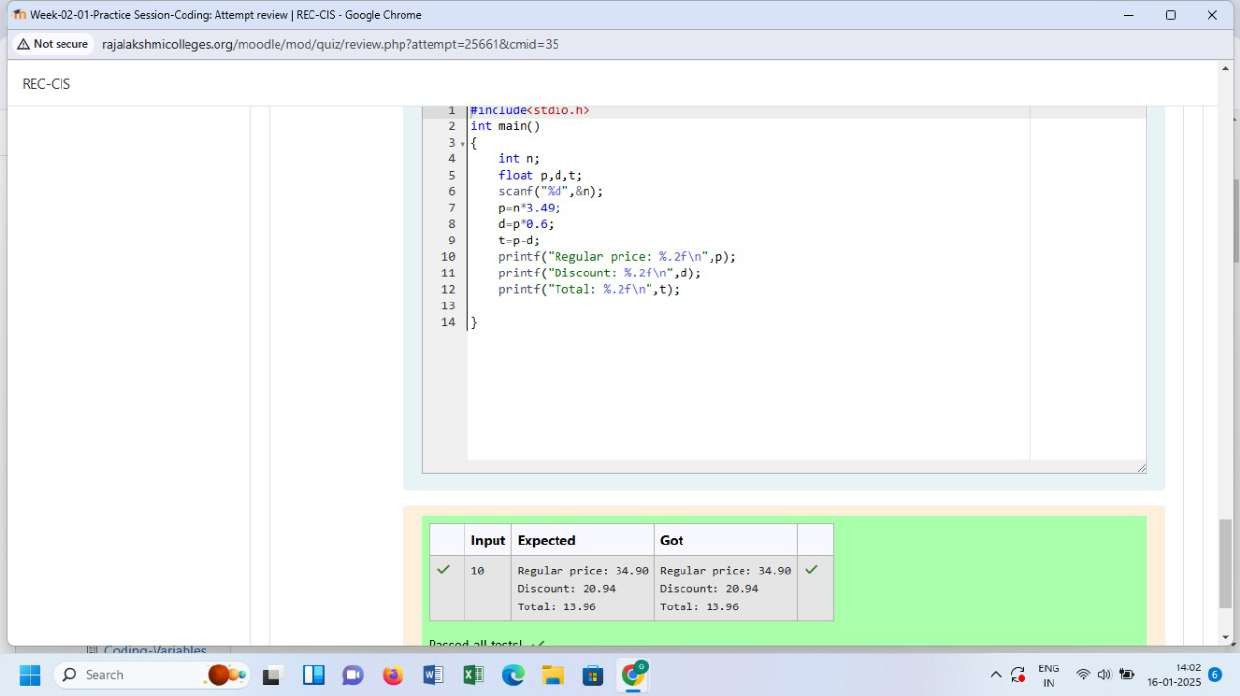 Week-02-01-Practice Session-Coding: Attempt review | REC-CIS - Google Chrome
Not secure rajalakshmicolleges.org/moodle/mod/quiz/review.php?attempt=25661&cmid=35
REC-CIS
1 #include<stdio.h>
2 int main()
3 {
4 int n;
5 float p,d,t;
6 scanf("%d",&n);
7 p=n*3.49;
8 d=p*0.6;
9 t=p-d;
10 printf("Regular price: %.2f\n",p);
11 printf("Discount: %.2f\n",d);
12 printf("Total: %.2f\n",t);
13
14 }
Input Expected Got
10 Regular price: 34.90 Regular price: 34.90
Discount: 20.94 Discount: 20.94
Total: 13.96 Total: 13.96
Passed all tests!
Coding-Variables
Search
ENG
IN
14:02
16-01-2025
6